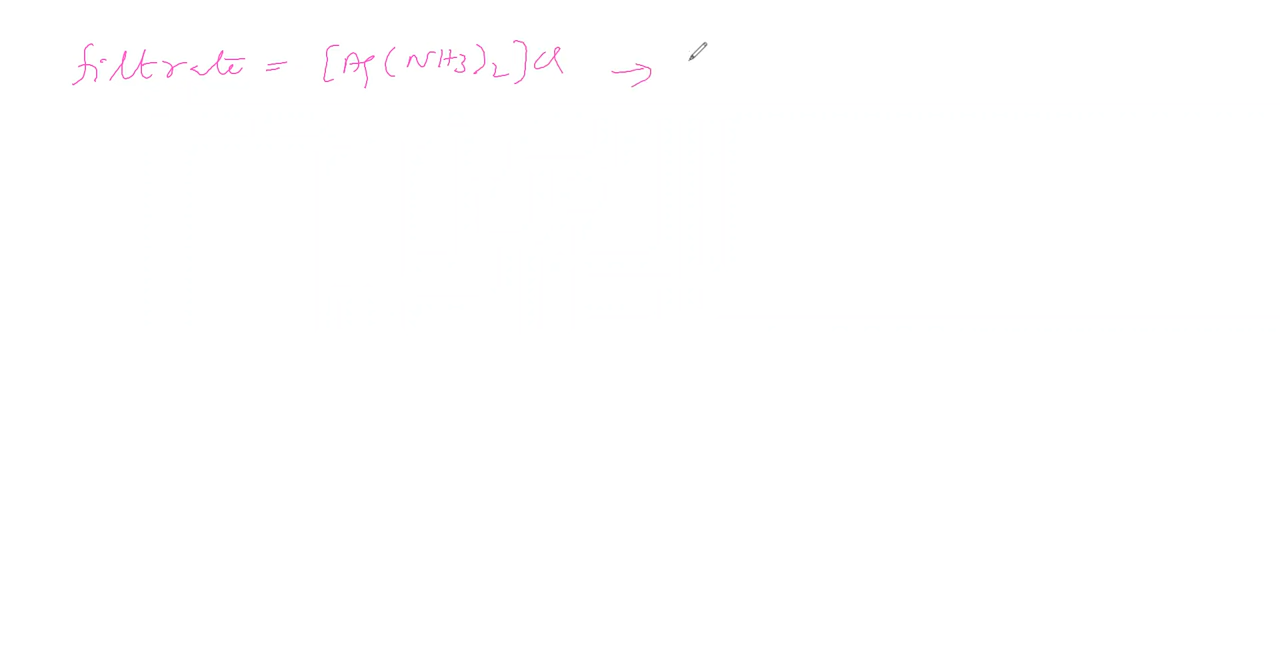 filtrate = [Ag(NH3)2]Cl →